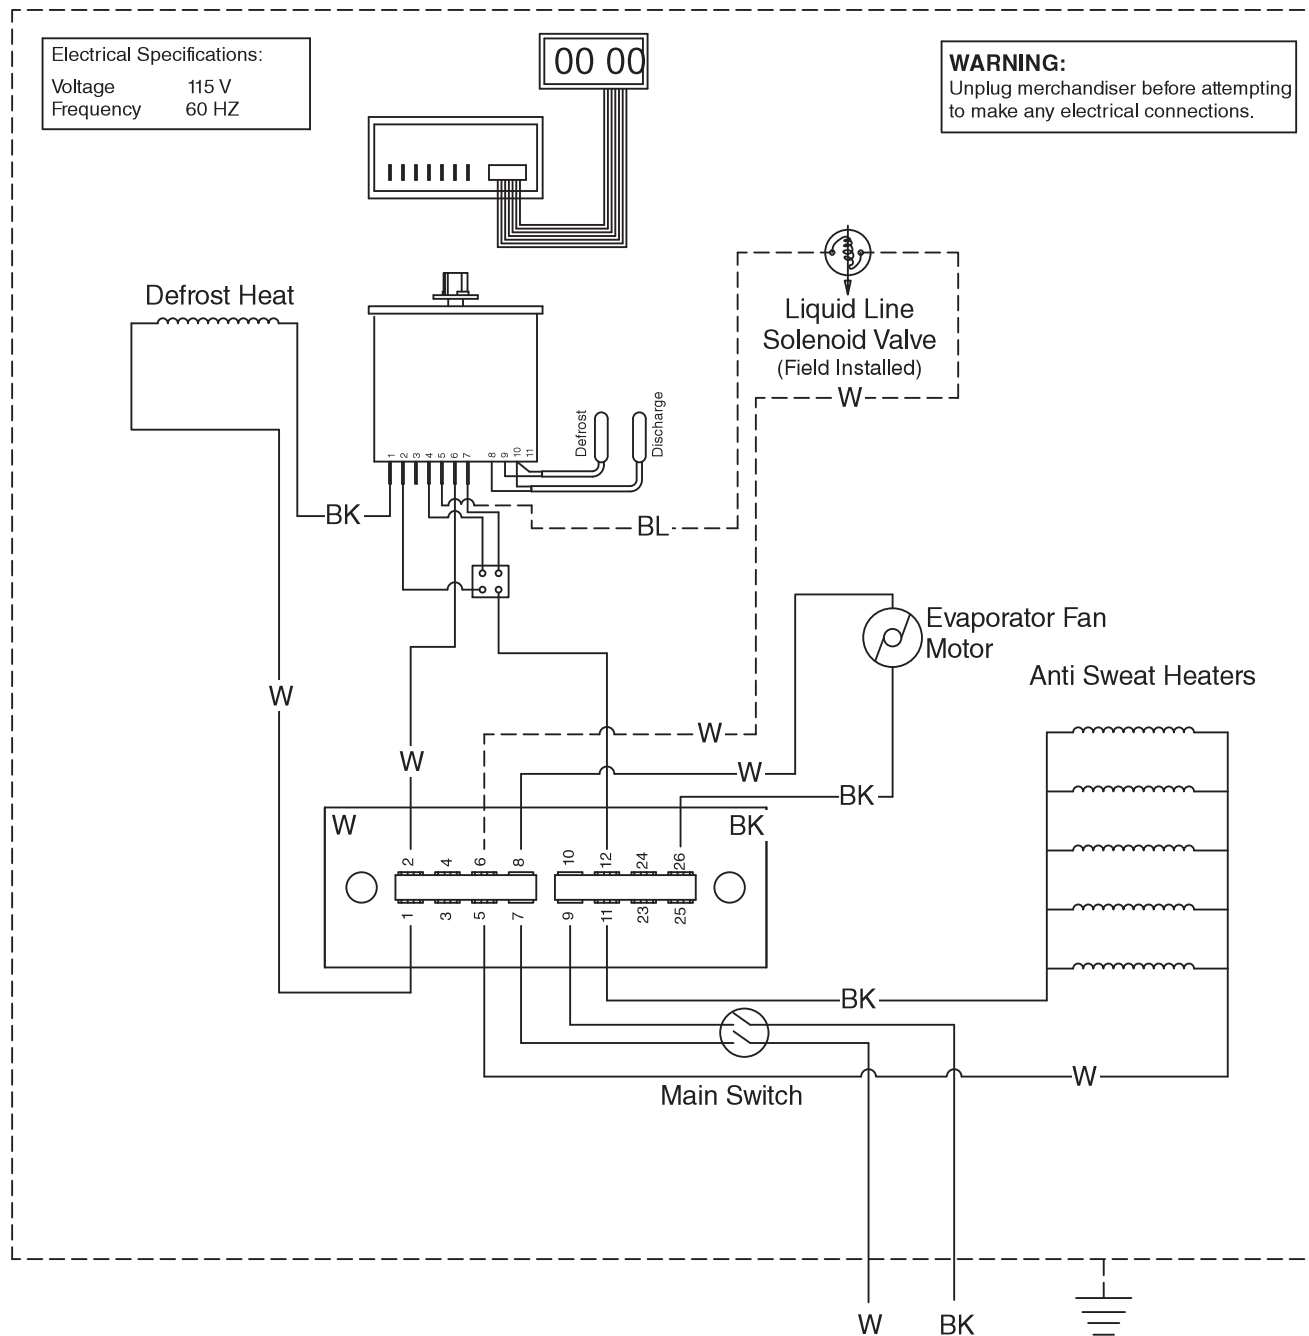 Electrical Specifications:
Voltage 115 V
Frequency 60 HZ
00 00
WARNING:
Unplug merchandiser before attempting
to make any electrical connections.
Defrost Heat
Liquid Line
Solenoid Valve
(Field Installed)
W
Defrost
Discharge
1 2 3 4 5 6 7 8 9 10 11
BK
BL
Evaporator Fan
Motor
Anti Sweat Heaters
W
W
W
W
BK
W
BK
2 4 6 8 10 12 24 26
1 3 5 7 9 11 23 25
BK
W
Main Switch
W
BK